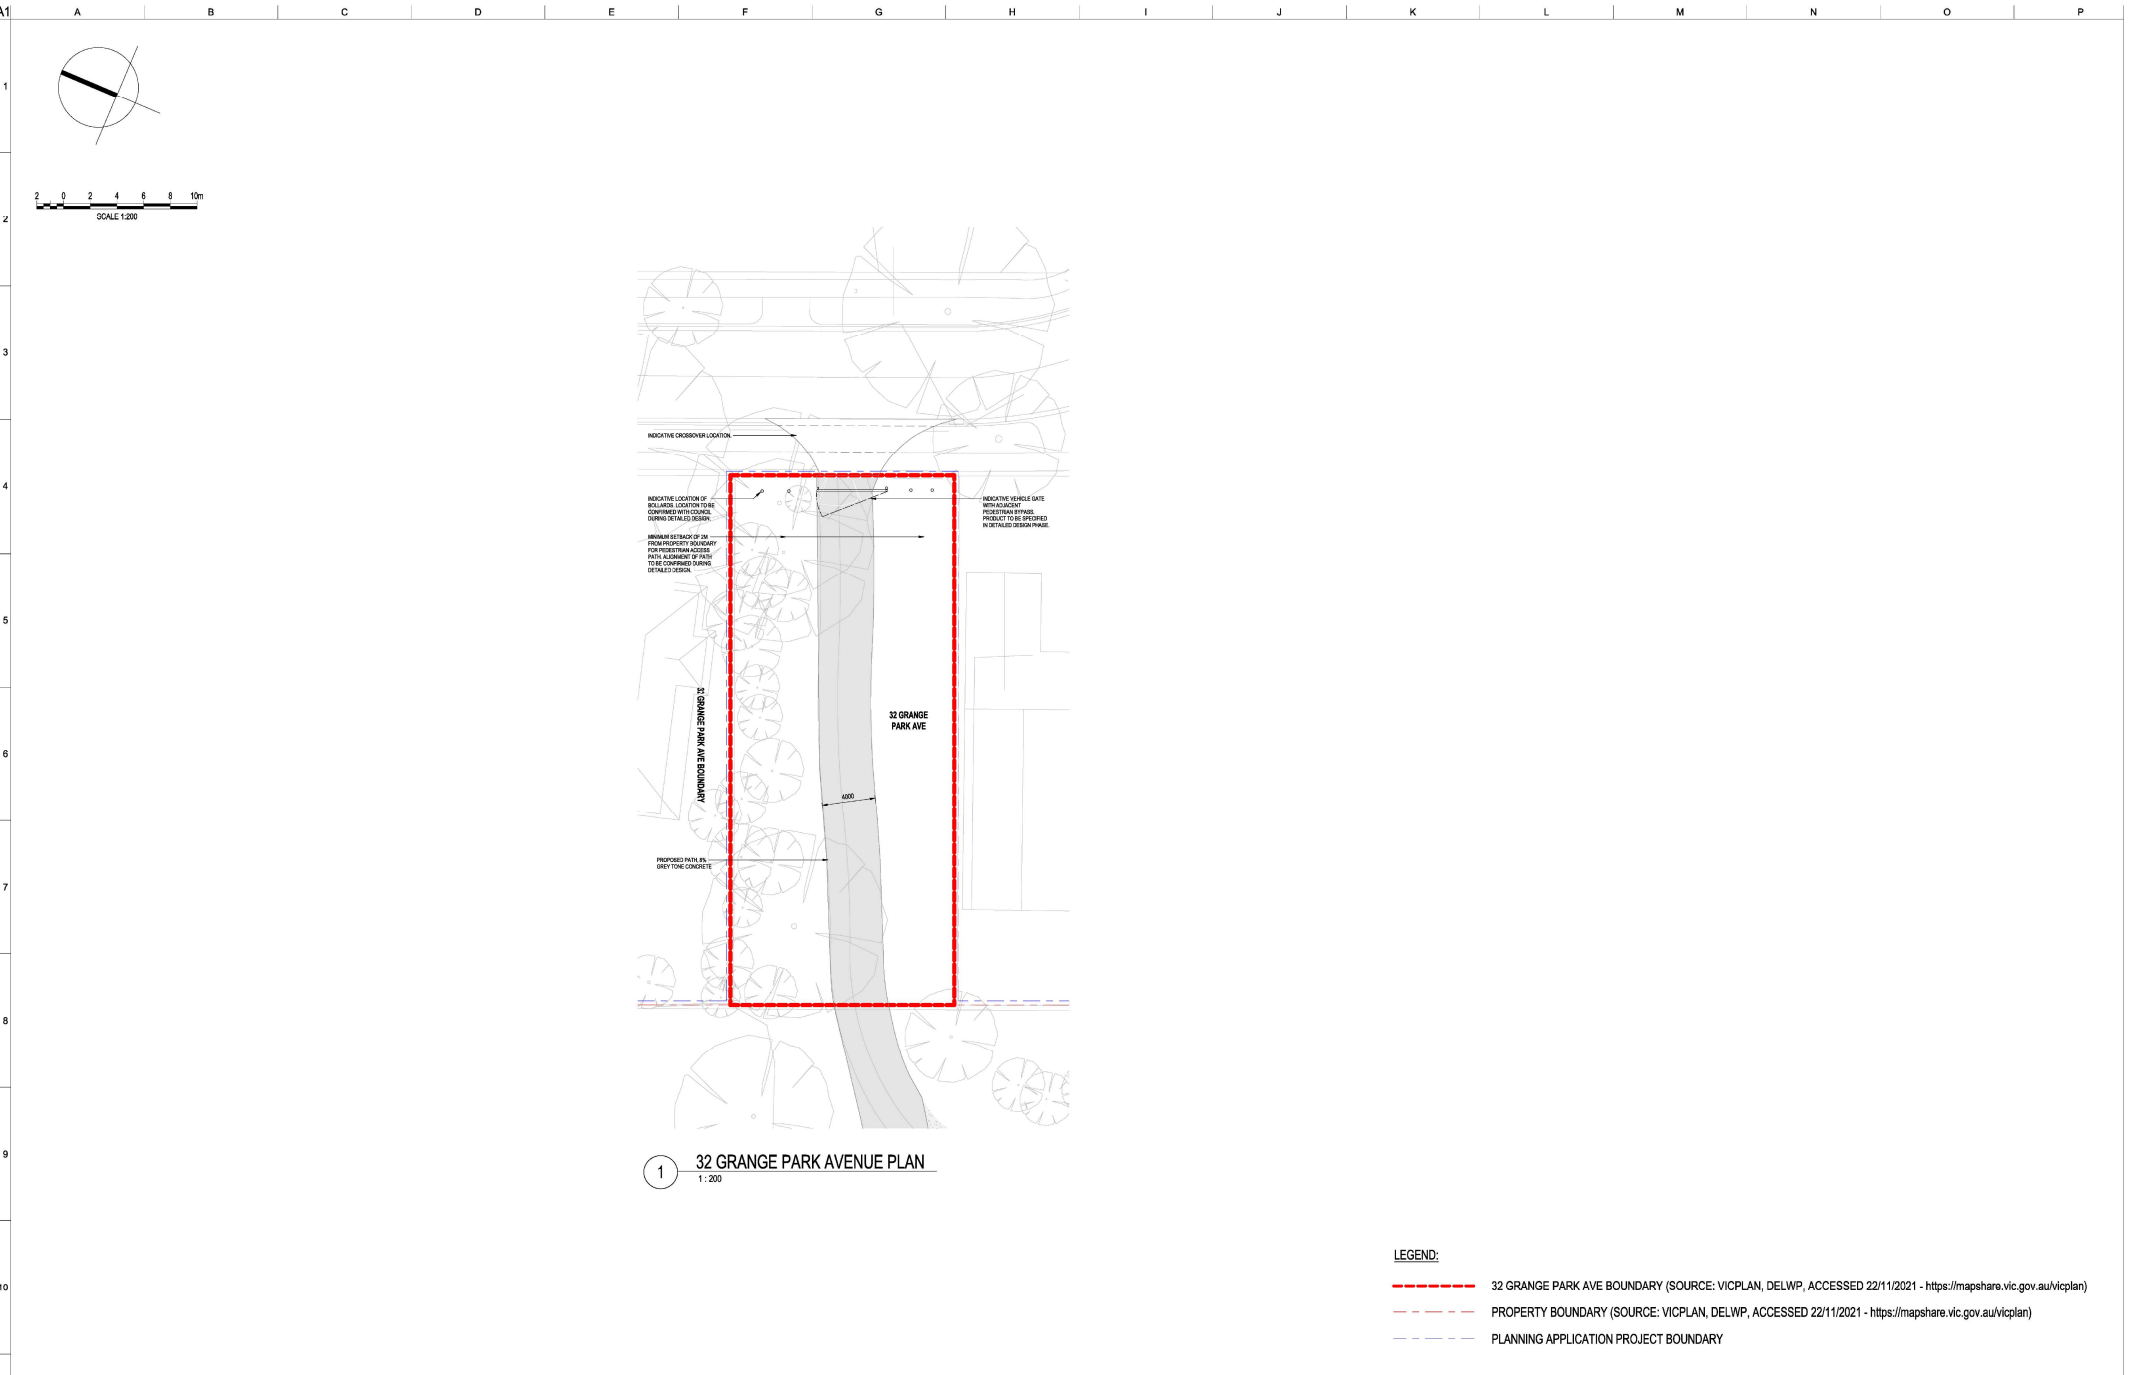 A1
A B C D E F G H I J K L M N O P
1
2 0 2 4 6 8 10m
SCALE 1:200
2
3
INDICATIVE CROSSOVER LOCATION.
4
INDICATIVE LOCATION OF
BOLLARDS. LOCATION TO BE
CONFIRMED WITH COUNCIL
DURING DETAILED DESIGN.
INDICATIVE VEHICLE GATE
WITH ADJACENT
PEDESTRIAN BYPASS.
PRODUCT TO BE SPECIFIED
IN DETAILED DESIGN PHASE.
MINIMUM SETBACK OF 2M
FROM PROPERTY BOUNDARY
FOR PEDESTRIAN ACCESS
PATH. ALIGNMENT OF PATH
TO BE CONFIRMED DURING
DETAILED DESIGN.
5
32 GRANGE PARK AVE BOUNDARY
32 GRANGE
PARK AVE
6
4000
PROPOSED PATH, 8%
GREY TONE CONCRETE
7
8
9
1
32 GRANGE PARK AVENUE PLAN
1 : 200
LEGEND:
10
32 GRANGE PARK AVE BOUNDARY (SOURCE: VICPLAN, DELWP, ACCESSED 22/11/2021 - https://mapshare.vic.gov.au/vicplan)
PROPERTY BOUNDARY (SOURCE: VICPLAN, DELWP, ACCESSED 22/11/2021 - https://mapshare.vic.gov.au/vicplan)
PLANNING APPLICATION PROJECT BOUNDARY